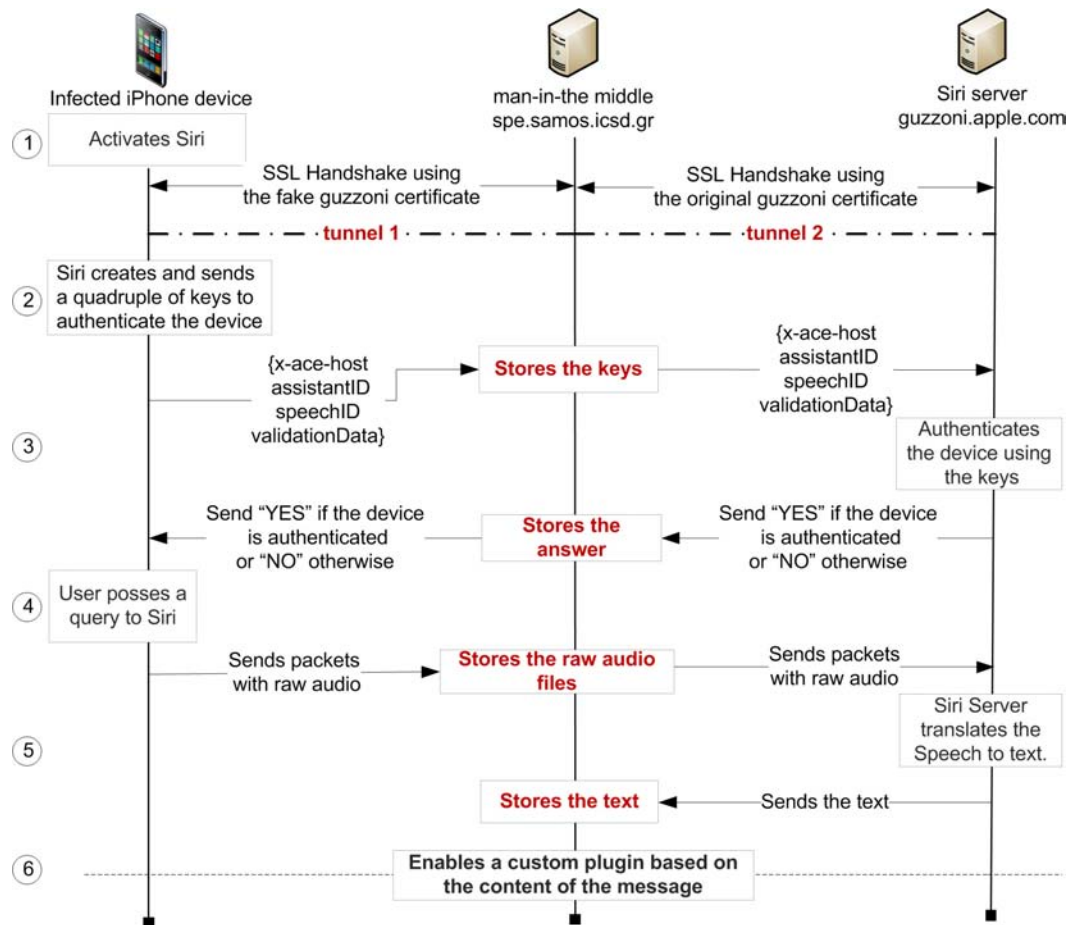 Infected iPhone device
man-in-the middle
spe.samos.icsd.gr
Siri server
guzzoni.apple.com
1
Activates Siri
SSL Handshake using
the fake guzzoni certificate
SSL Handshake using
the original guzzoni certificate
tunnel 1
tunnel 2
2
Siri creates and sends
a quadruple of keys to
authenticate the device
{x-ace-host
assistantID
speechID
validationData}
Stores the keys
{x-ace-host
assistantID
speechID
validationData}
3
Authenticates
the device using
the keys
Send “YES” if the device
is authenticated
or “NO” otherwise
Stores the
answer
Send “YES” if the device
is authenticated
or “NO” otherwise
4
User posses a
query to Siri
Sends packets
with raw audio
Stores the raw audio
files
Sends packets
with raw audio
5
Siri Server
translates the
Speech to text.
Stores the text
Sends the text
6
Enables a custom plugin based on
the content of the message